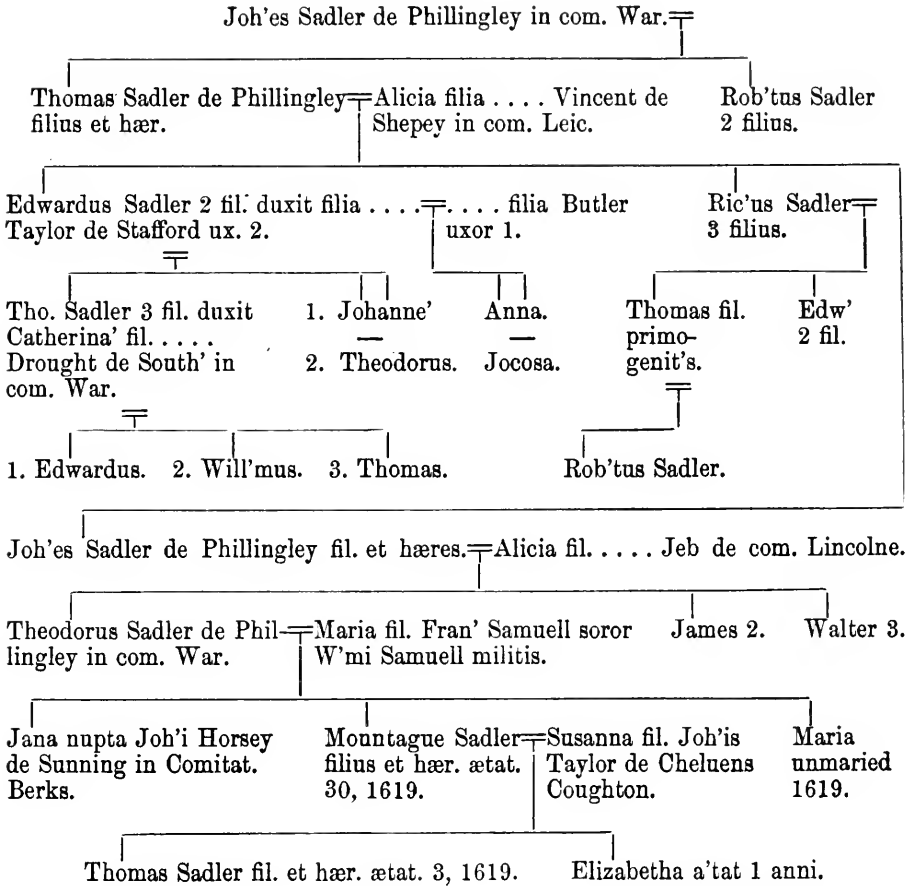 Joh'es Sadler de Phillingley in com. War.
Thomas Sadler de Phillingley
filius et hær.
Alicia filia . . . . Vincent de
Shepey in com. Leic.
Rob'tus Sadler
2 filius.
Edwardus Sadler 2 fil. duxit filia . . . .
Taylor de Stafford ux. 2.
. . . . filia Butler
uxor 1.
Ric'us Sadler
3 filius.
Tho. Sadler 3 fil. duxit
Catherina' fil. . . . .
Drought de South' in
com. War.
1. Johanne'
—
2. Theodorus.
Anna.
—
Jocosa.
Thomas fil.
primo-
genit's.
Edw'
2 fil.
1. Edwardus. 2. Will'mus. 3. Thomas.
Rob'tus Sadler.
Joh'es Sadler de Phillingley fil. et hæres. Alicia fil. . . . . Jeb de com. Lincolne.
Theodorus Sadler de Phil-
lingley in com. War.
Maria fil. Fran' Samuell soror
W'mi Samuell militis.
James 2.
Walter 3.
Jana nupta Joh'i Horsey
de Sunning in Comitat.
Berks.
Mountague Sadler
filius et hær. ætat.
30, 1619.
Susanna fil. Joh'is
Taylor de Cheluens
Coughton.
Maria
unmaried
1619.
Thomas Sadler fil. et hær. ætat. 3, 1619.
Elizabetha a'tat 1 anni.